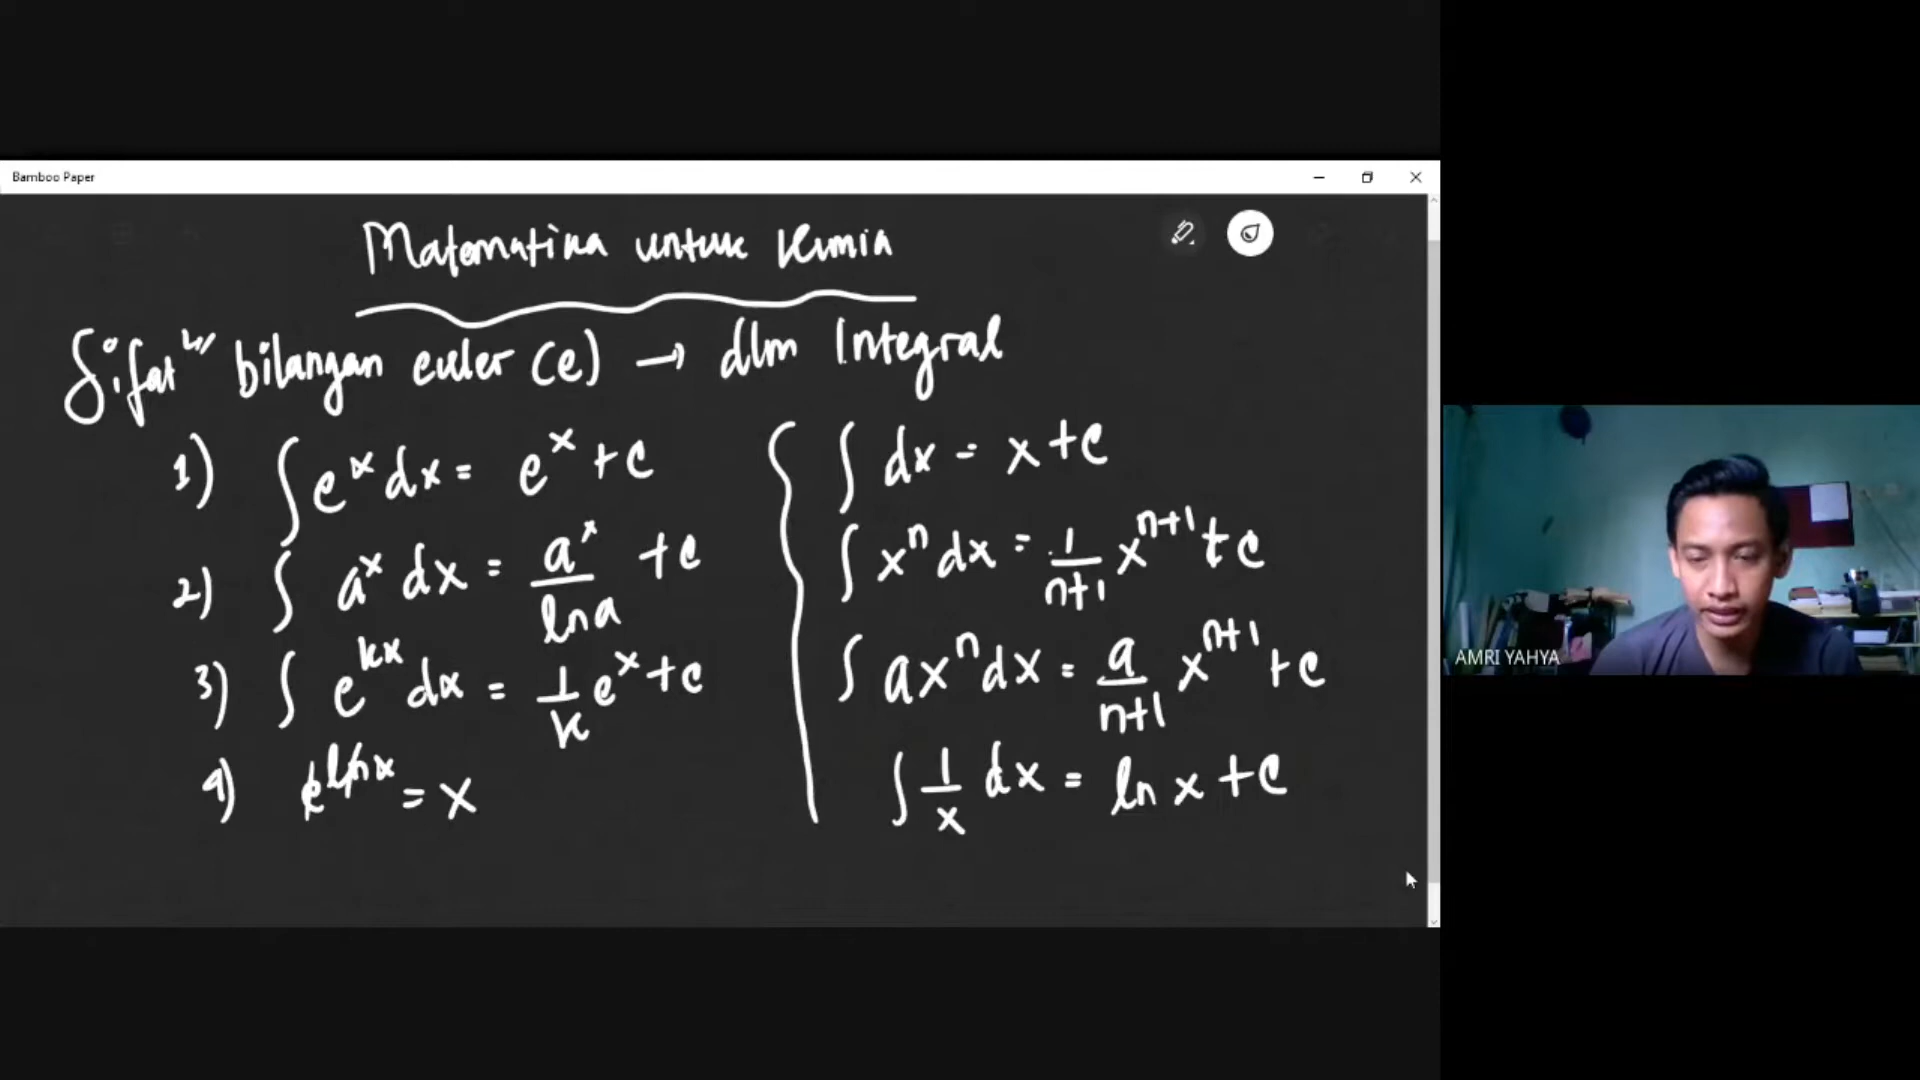 Bamboo Paper
Matematika untuk Kimia
Sifat" bilangan euler (e) → dlm Integral
1) ∫ e^x dx = e^x + c
2) ∫ a^x dx = a^x / ln a + c
3) ∫ e^kx dx = 1/k e^x + c
4) e^ln x = x
∫ dx = x + c
∫ x^n dx = 1/n+1 x^n+1 + c
∫ ax^n dx = a/n+1 x^n+1 + c
∫ 1/x dx = ln x + c
AMRI YAHYA